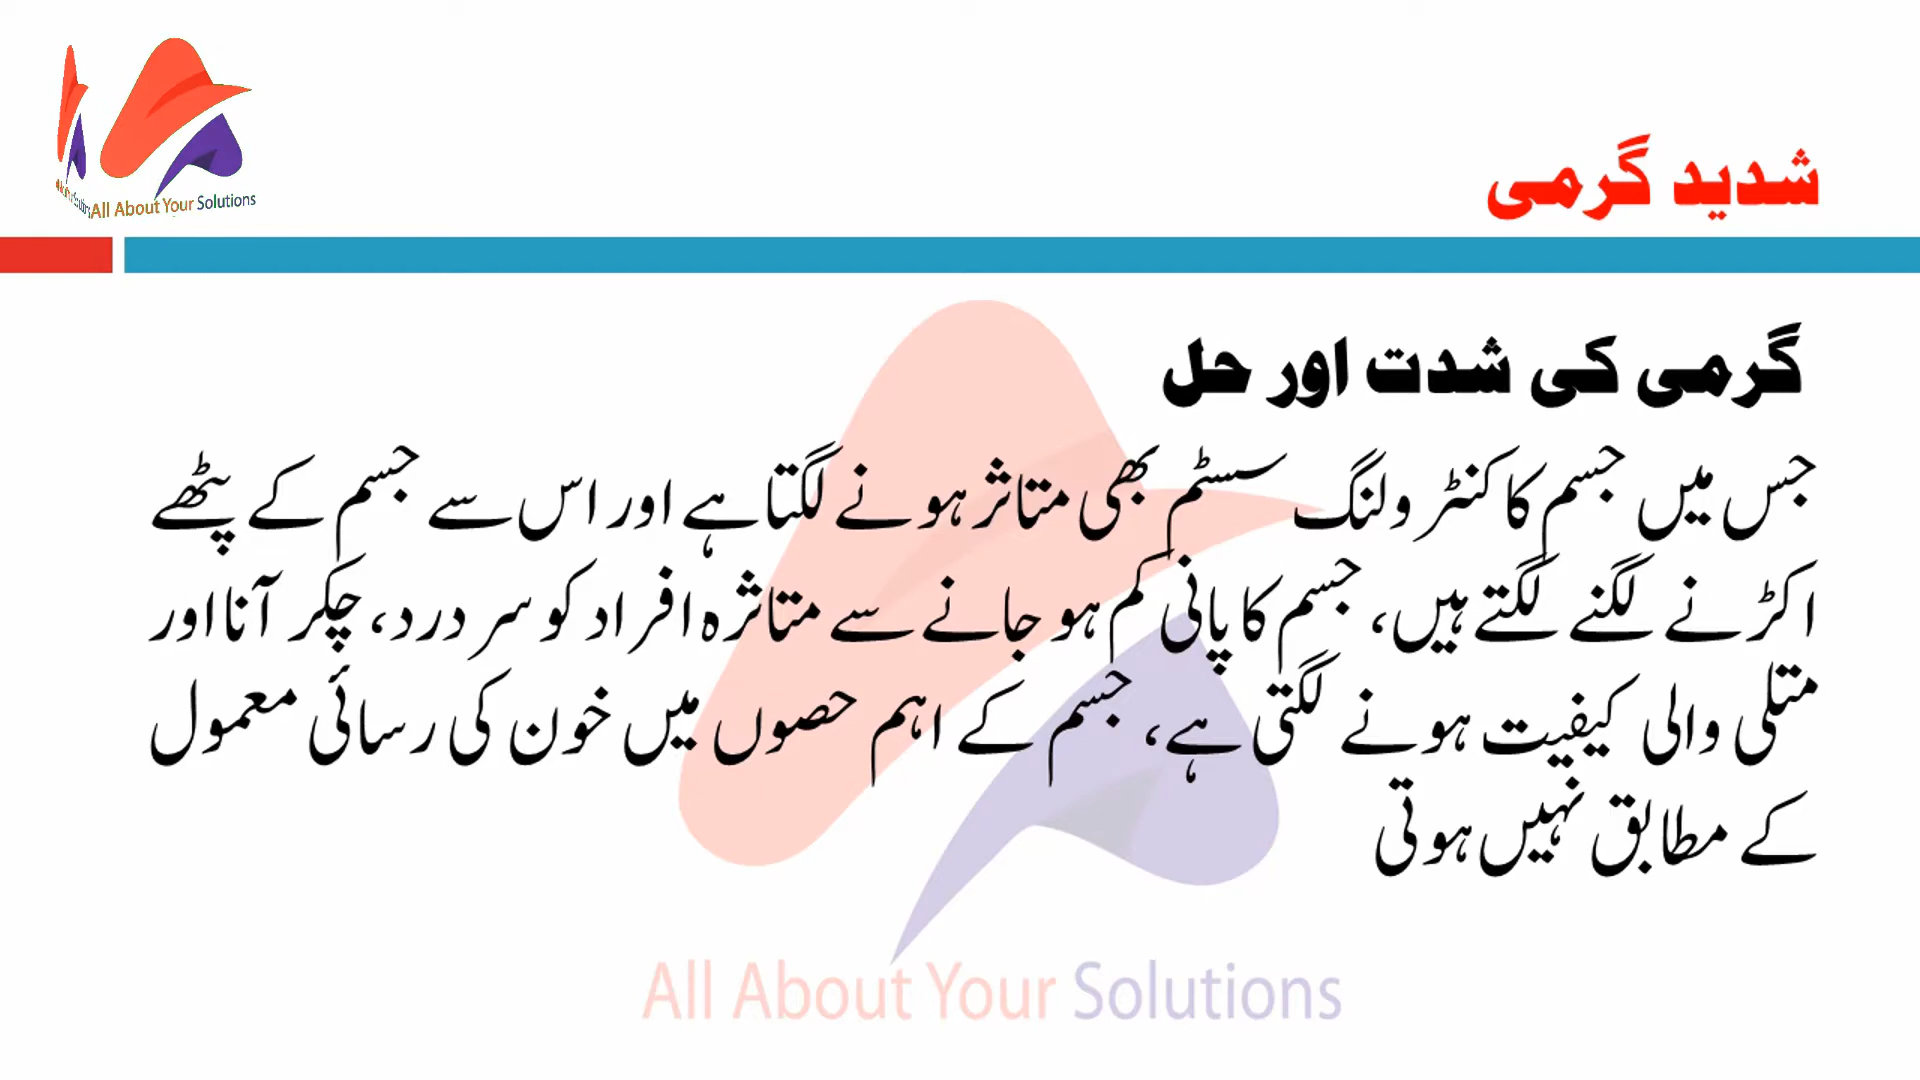 All About Your Solutions
شدید گرمی
گرمی کی شدت اور حل
جس میں جسم کا کنٹرولنگ سسٹم بھی متاثر ہونے لگتا ہے اور اس سے جسم کے پٹھے
اکڑنے لگنے لگتے ہیں، جسم کا پانی کم ہو جانے سے متاثرہ افراد کو سر درد، چکر آنا اور
متلی والی کیفیت ہونے لگتی ہے، جسم کے اہم حصوں میں خون کی رسائی معمول
کے مطابق نہیں ہوتی
All About Your Solutions